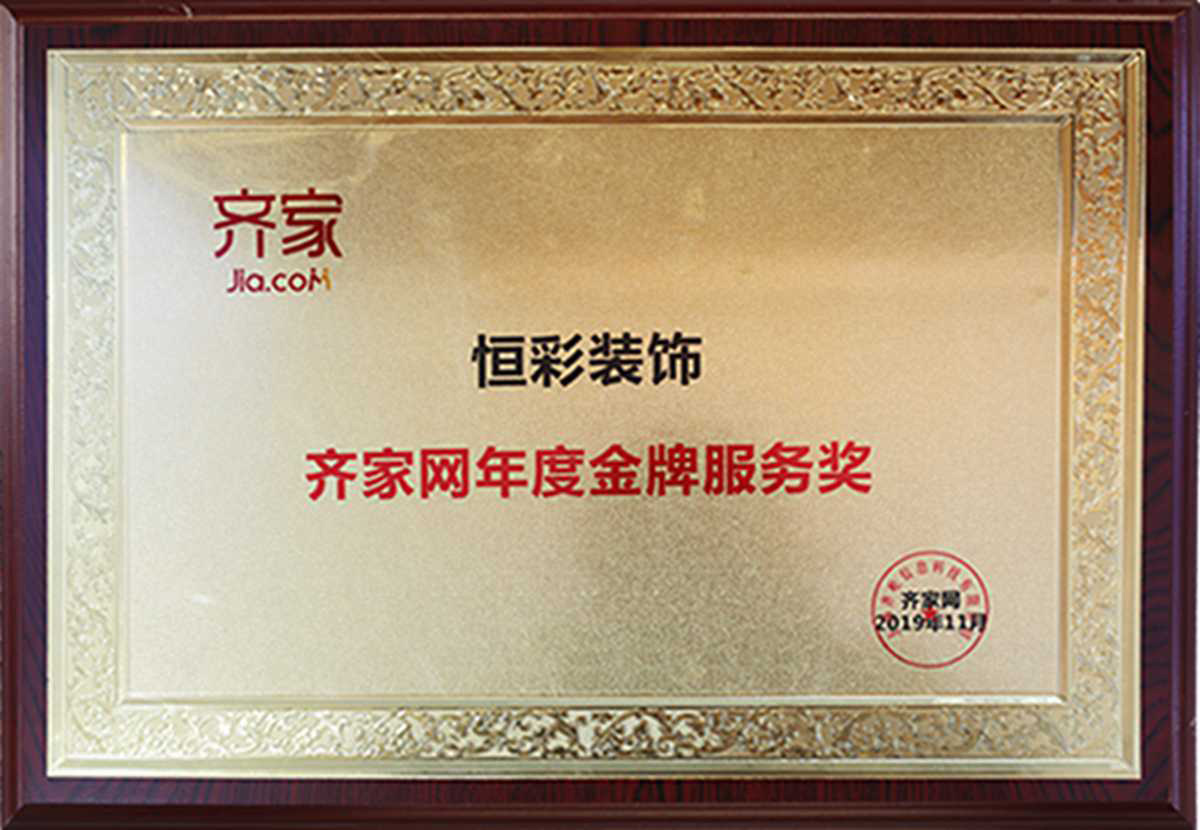 齐家
Jia.coM
恒彩装饰
齐家网年度金牌服务奖
齐家网
2019年11月